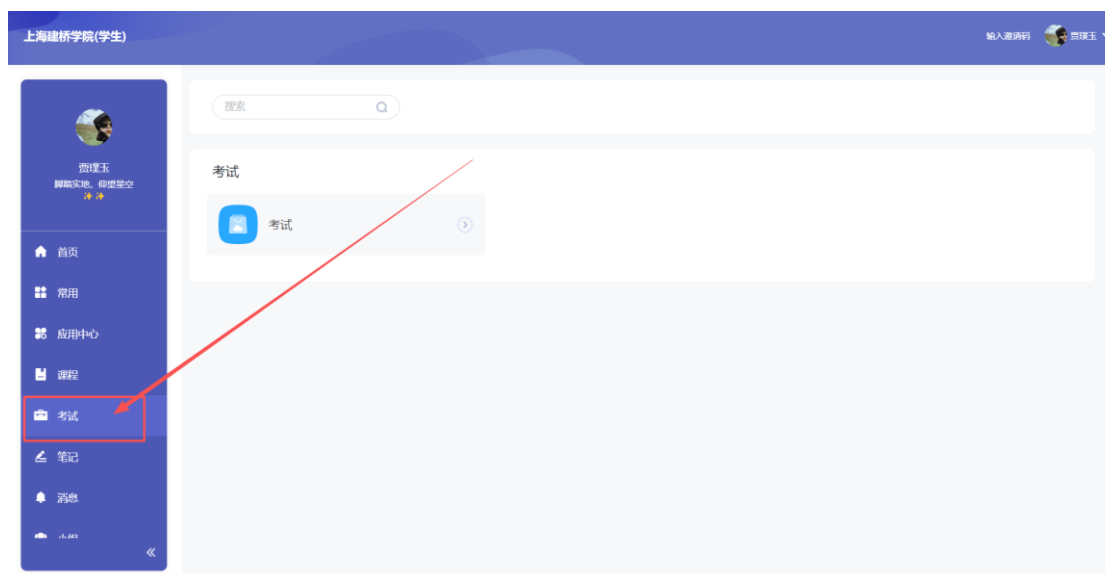 上海建桥学院(学生)
输入邀请码
贾璞玉
搜索
贾璞玉
脚踏实地，仰望星空
考试
考试
首页
常用
应用中心
课程
考试
笔记
消息